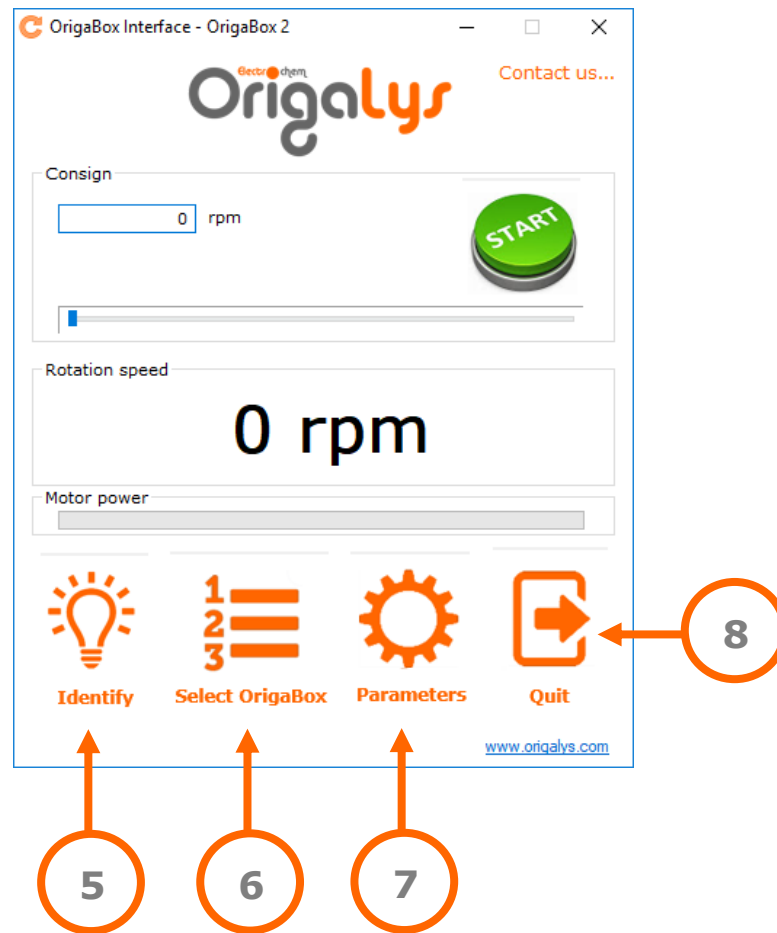 OrigaBox Interface - OrigaBox 2
Contact us...
Electrochem
Origalys
Consign
0 rpm
START
Rotation speed
0 rpm
Motor power
1
2
3
Identify Select OrigaBox Parameters Quit
8
www.origalys.com
5 6 7